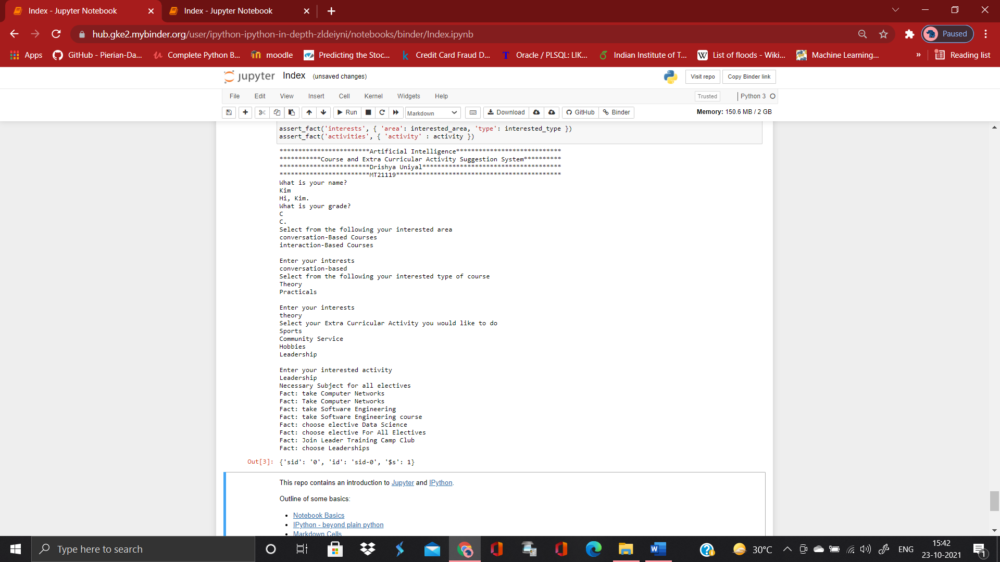 Index - Jupyter Notebook
Index - Jupyter Notebook
hub.gke2.mybinder.org/user/ipython-ipython-in-depth-zldeiyni/notebooks/binder/Index.ipynb
Paused
Apps
GitHub - Pierian-Da...
Complete Python B...
moodle
Predicting the Stoc...
Credit Card Fraud D...
Oracle / PLSQL: LIK...
Indian Institute of T...
List of floods - Wiki...
Machine Learning...
»
Reading list
jupyter Index (unsaved changes)
Visit repo
Copy Binder link
File Edit View Insert Cell Kernel Widgets Help
Trusted
Python 3
Run
Markdown
Download
GitHub
Binder
Memory: 150.6 MB / 2 GB
assert_fact('interests', { 'area': interested_area, 'type': interested_type })
assert_fact('activities', { 'activity' : activity })
************************Artificial Intelligence****************************
***********Course and Extra Curricular Activity Suggestion System**********
************************Drishya Uniyal*************************************
************************MT21119********************************************
What is your name?
Kim
Hi, Kim.
What is your grade?
C
C.
Select from the following your interested area
conversation-Based Courses
interaction-Based Courses
Enter your interests
conversation-based
Select from the following your interested type of course
Theory
Practicals
Enter your interests
theory
Select your Extra Curricular Activity you would like to do
Sports
Community Service
Hobbies
Leadership
Enter your interested activity
Leadership
Necessary Subject for all electives
Fact: take Computer Networks
Fact: Take Computer Networks
Fact: take Software Engineering
Fact: take Software Engineering course
Fact: choose elective Data Science
Fact: choose elective For All Electives
Fact: Join Leader Training Camp Club
Fact: choose Leaderships
Out[3]: {'sid': '0', 'id': 'sid-0', '$s': 1}
This repo contains an introduction to Jupyter and IPython.
Outline of some basics:
• Notebook Basics
• IPython - beyond plain python
• Markdown Cells
Type here to search
30°C
ENG
15:42
23-10-2021
1